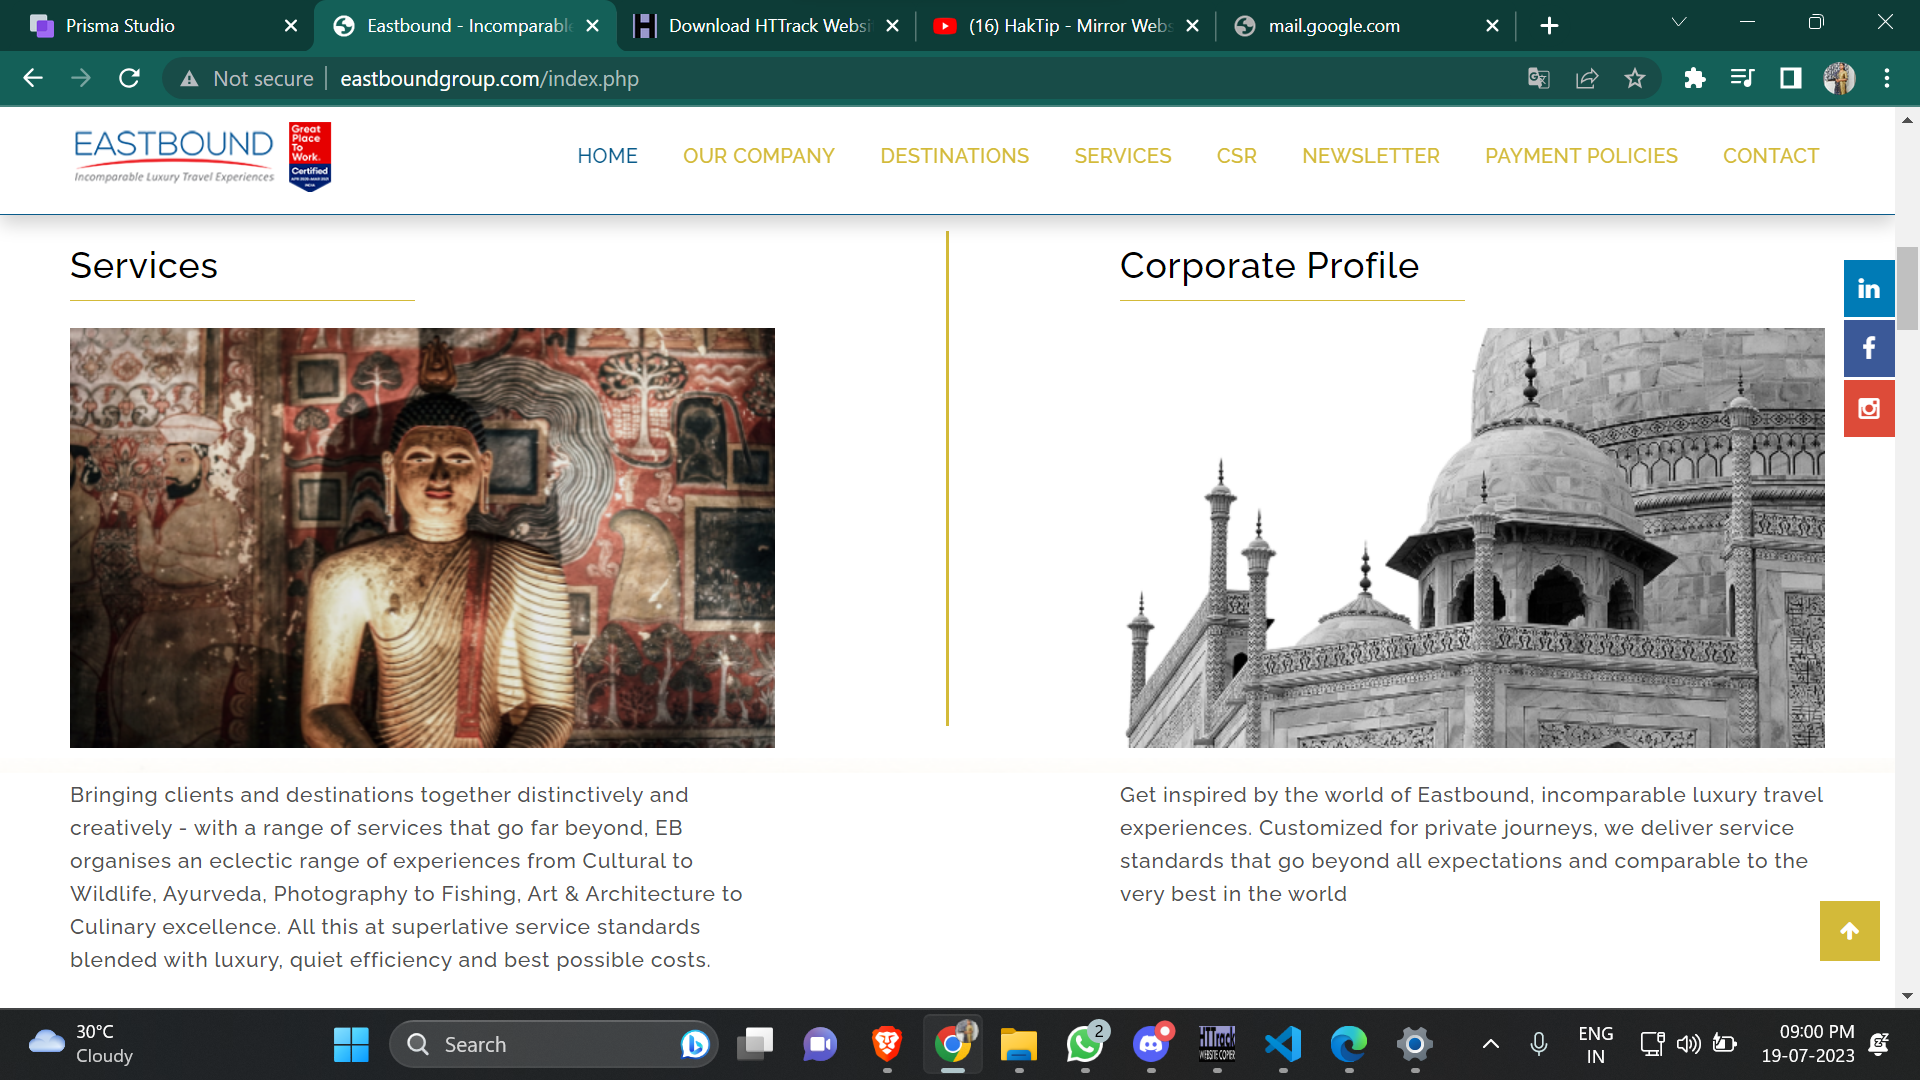 Prisma Studio
Eastbound - Incomparable
Download HTTrack Websi
(16) HakTip - Mirror Webs
mail.google.com
Not secure
eastboundgroup.com/index.php
EASTBOUND
Incomparable Luxury Travel Experiences
Great
Place
To
Work.
Certified
INDIA
HOME
OUR COMPANY
DESTINATIONS
SERVICES
CSR
NEWSLETTER
PAYMENT POLICIES
CONTACT
Services
Corporate Profile
in
f
Bringing clients and destinations together distinctively and
creatively - with a range of services that go far beyond, EB
organises an eclectic range of experiences from Cultural to
Wildlife, Ayurveda, Photography to Fishing, Art & Architecture to
Culinary excellence. All this at superlative service standards
blended with luxury, quiet efficiency and best possible costs.
Get inspired by the world of Eastbound, incomparable luxury travel
experiences. Customized for private journeys, we deliver service
standards that go beyond all expectations and comparable to the
very best in the world
30°C
Cloudy
Search
2
HTTrack
WEBSITE COPIER
ENG
IN
09:00 PM
19-07-2023